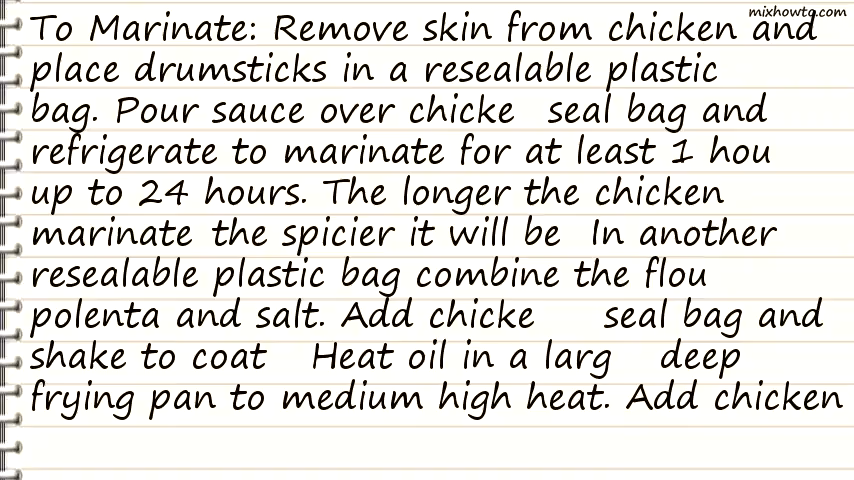 mixhowto.com
To Marinate: Remove skin from chicken and
place drumsticks in a resealable plastic
bag. Pour sauce over chicke seal bag and
refrigerate to marinate for at least 1 hou
up to 24 hours. The longer the chicken
marinate the spicier it will be In another
resealable plastic bag combine the flou
polenta and salt. Add chicke seal bag and
shake to coat Heat oil in a larg deep
frying pan to medium high heat. Add chicken